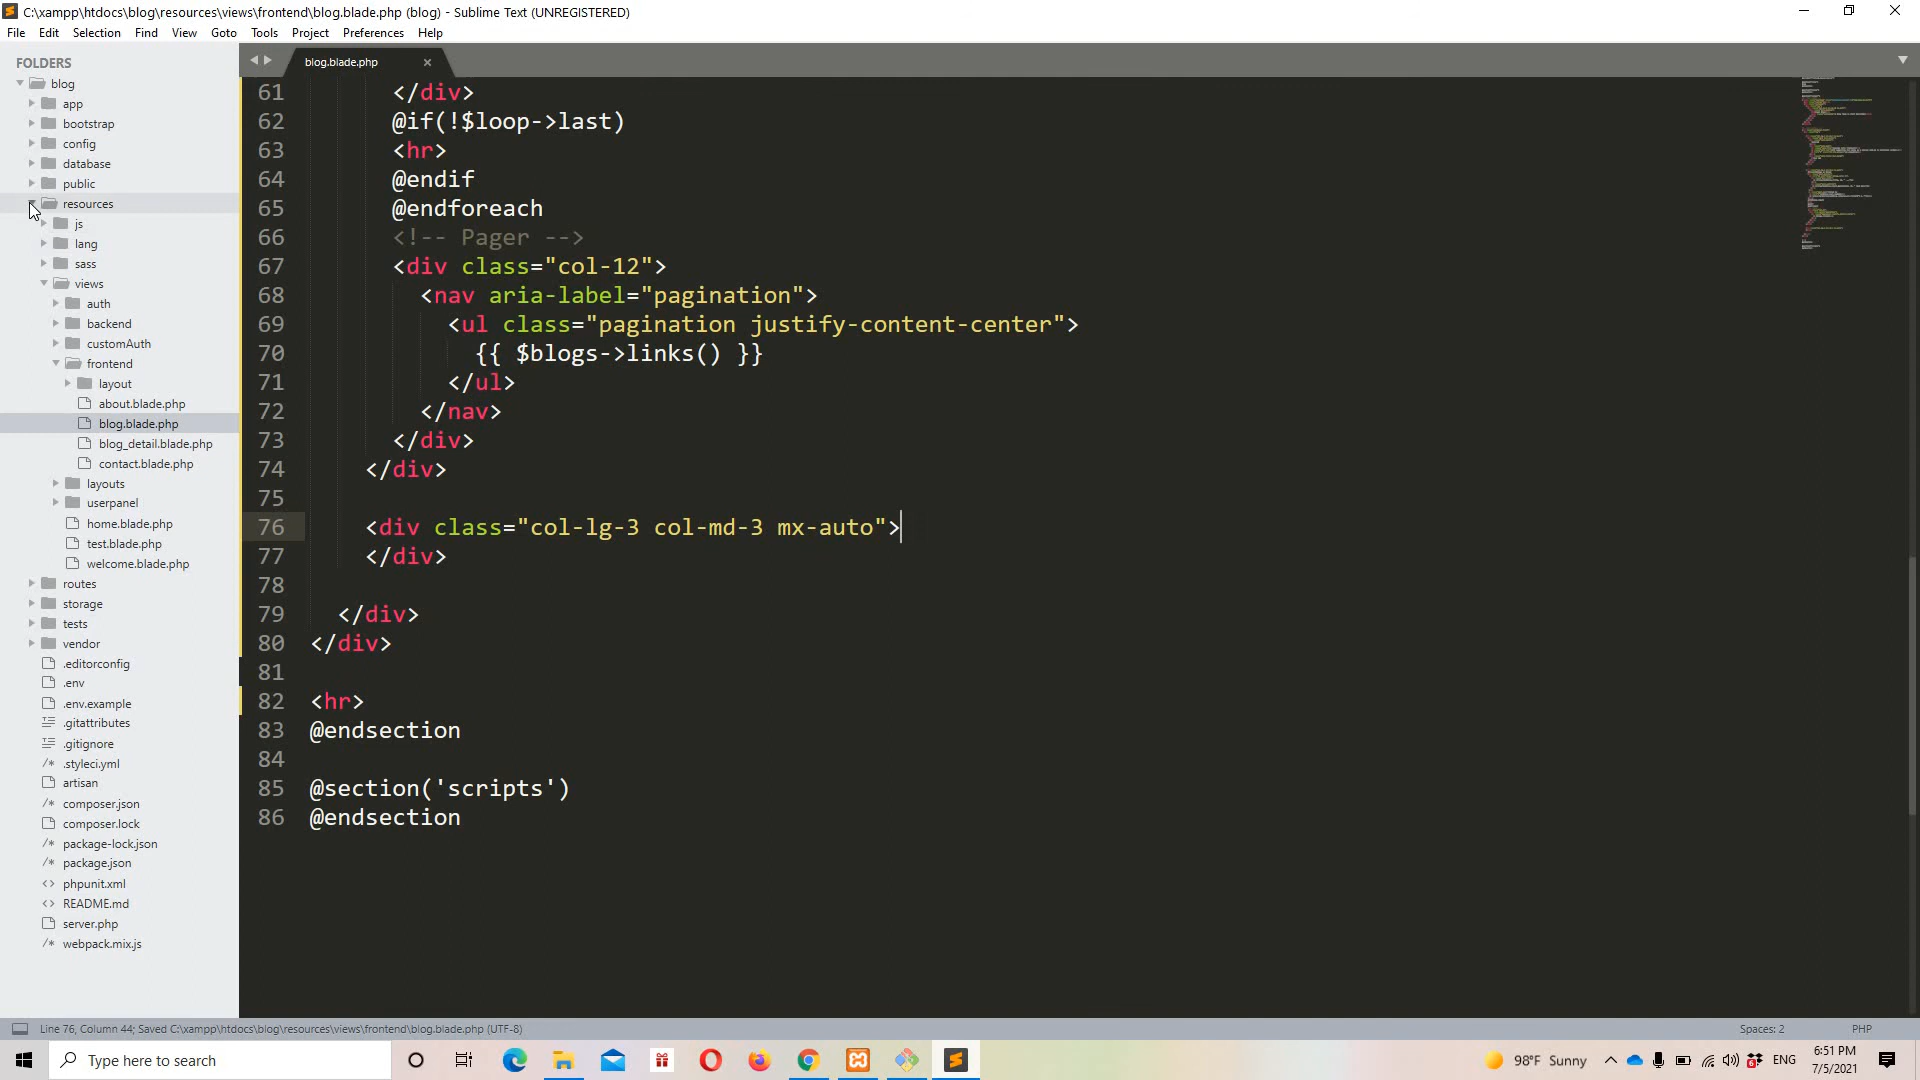 C:\xampp\htdocs\blog\resources\views\frontend\blog.blade.php (blog) - Sublime Text (UNREGISTERED)
File Edit Selection Find View Goto Tools Project Preferences Help
FOLDERS
blog
app
bootstrap
config
database
public
resources
js
lang
sass
views
auth
backend
customAuth
frontend
layout
about.blade.php
blog.blade.php
blog_detail.blade.php
contact.blade.php
layouts
userpanel
home.blade.php
test.blade.php
welcome.blade.php
routes
storage
tests
vendor
.editorconfig
.env
.env.example
.gitattributes
.gitignore
/* .styleci.yml
artisan
/* composer.json
composer.lock
/* package-lock.json
/* package.json
<> phpunit.xml
<> README.md
server.php
/* webpack.mix.js
blog.blade.php
61 </div>
62 @if(!$loop->last)
63 <hr>
64 @endif
65 @endforeach
66 <!-- Pager -->
67 <div class="col-12">
68 <nav aria-label="pagination">
69 <ul class="pagination justify-content-center">
70 {{ $blogs->links() }}
71 </ul>
72 </nav>
73 </div>
74 </div>
75
76 <div class="col-lg-3 col-md-3 mx-auto">
77 </div>
78
79 </div>
80 </div>
81
82 <hr>
83 @endsection
84
85 @section('scripts')
86 @endsection
Line 76, Column 44; Saved C:\xampp\htdocs\blog\resources\views\frontend\blog.blade.php (UTF-8)
Spaces: 2
PHP
Type here to search
98°F Sunny
ENG
6:51 PM
7/5/2021